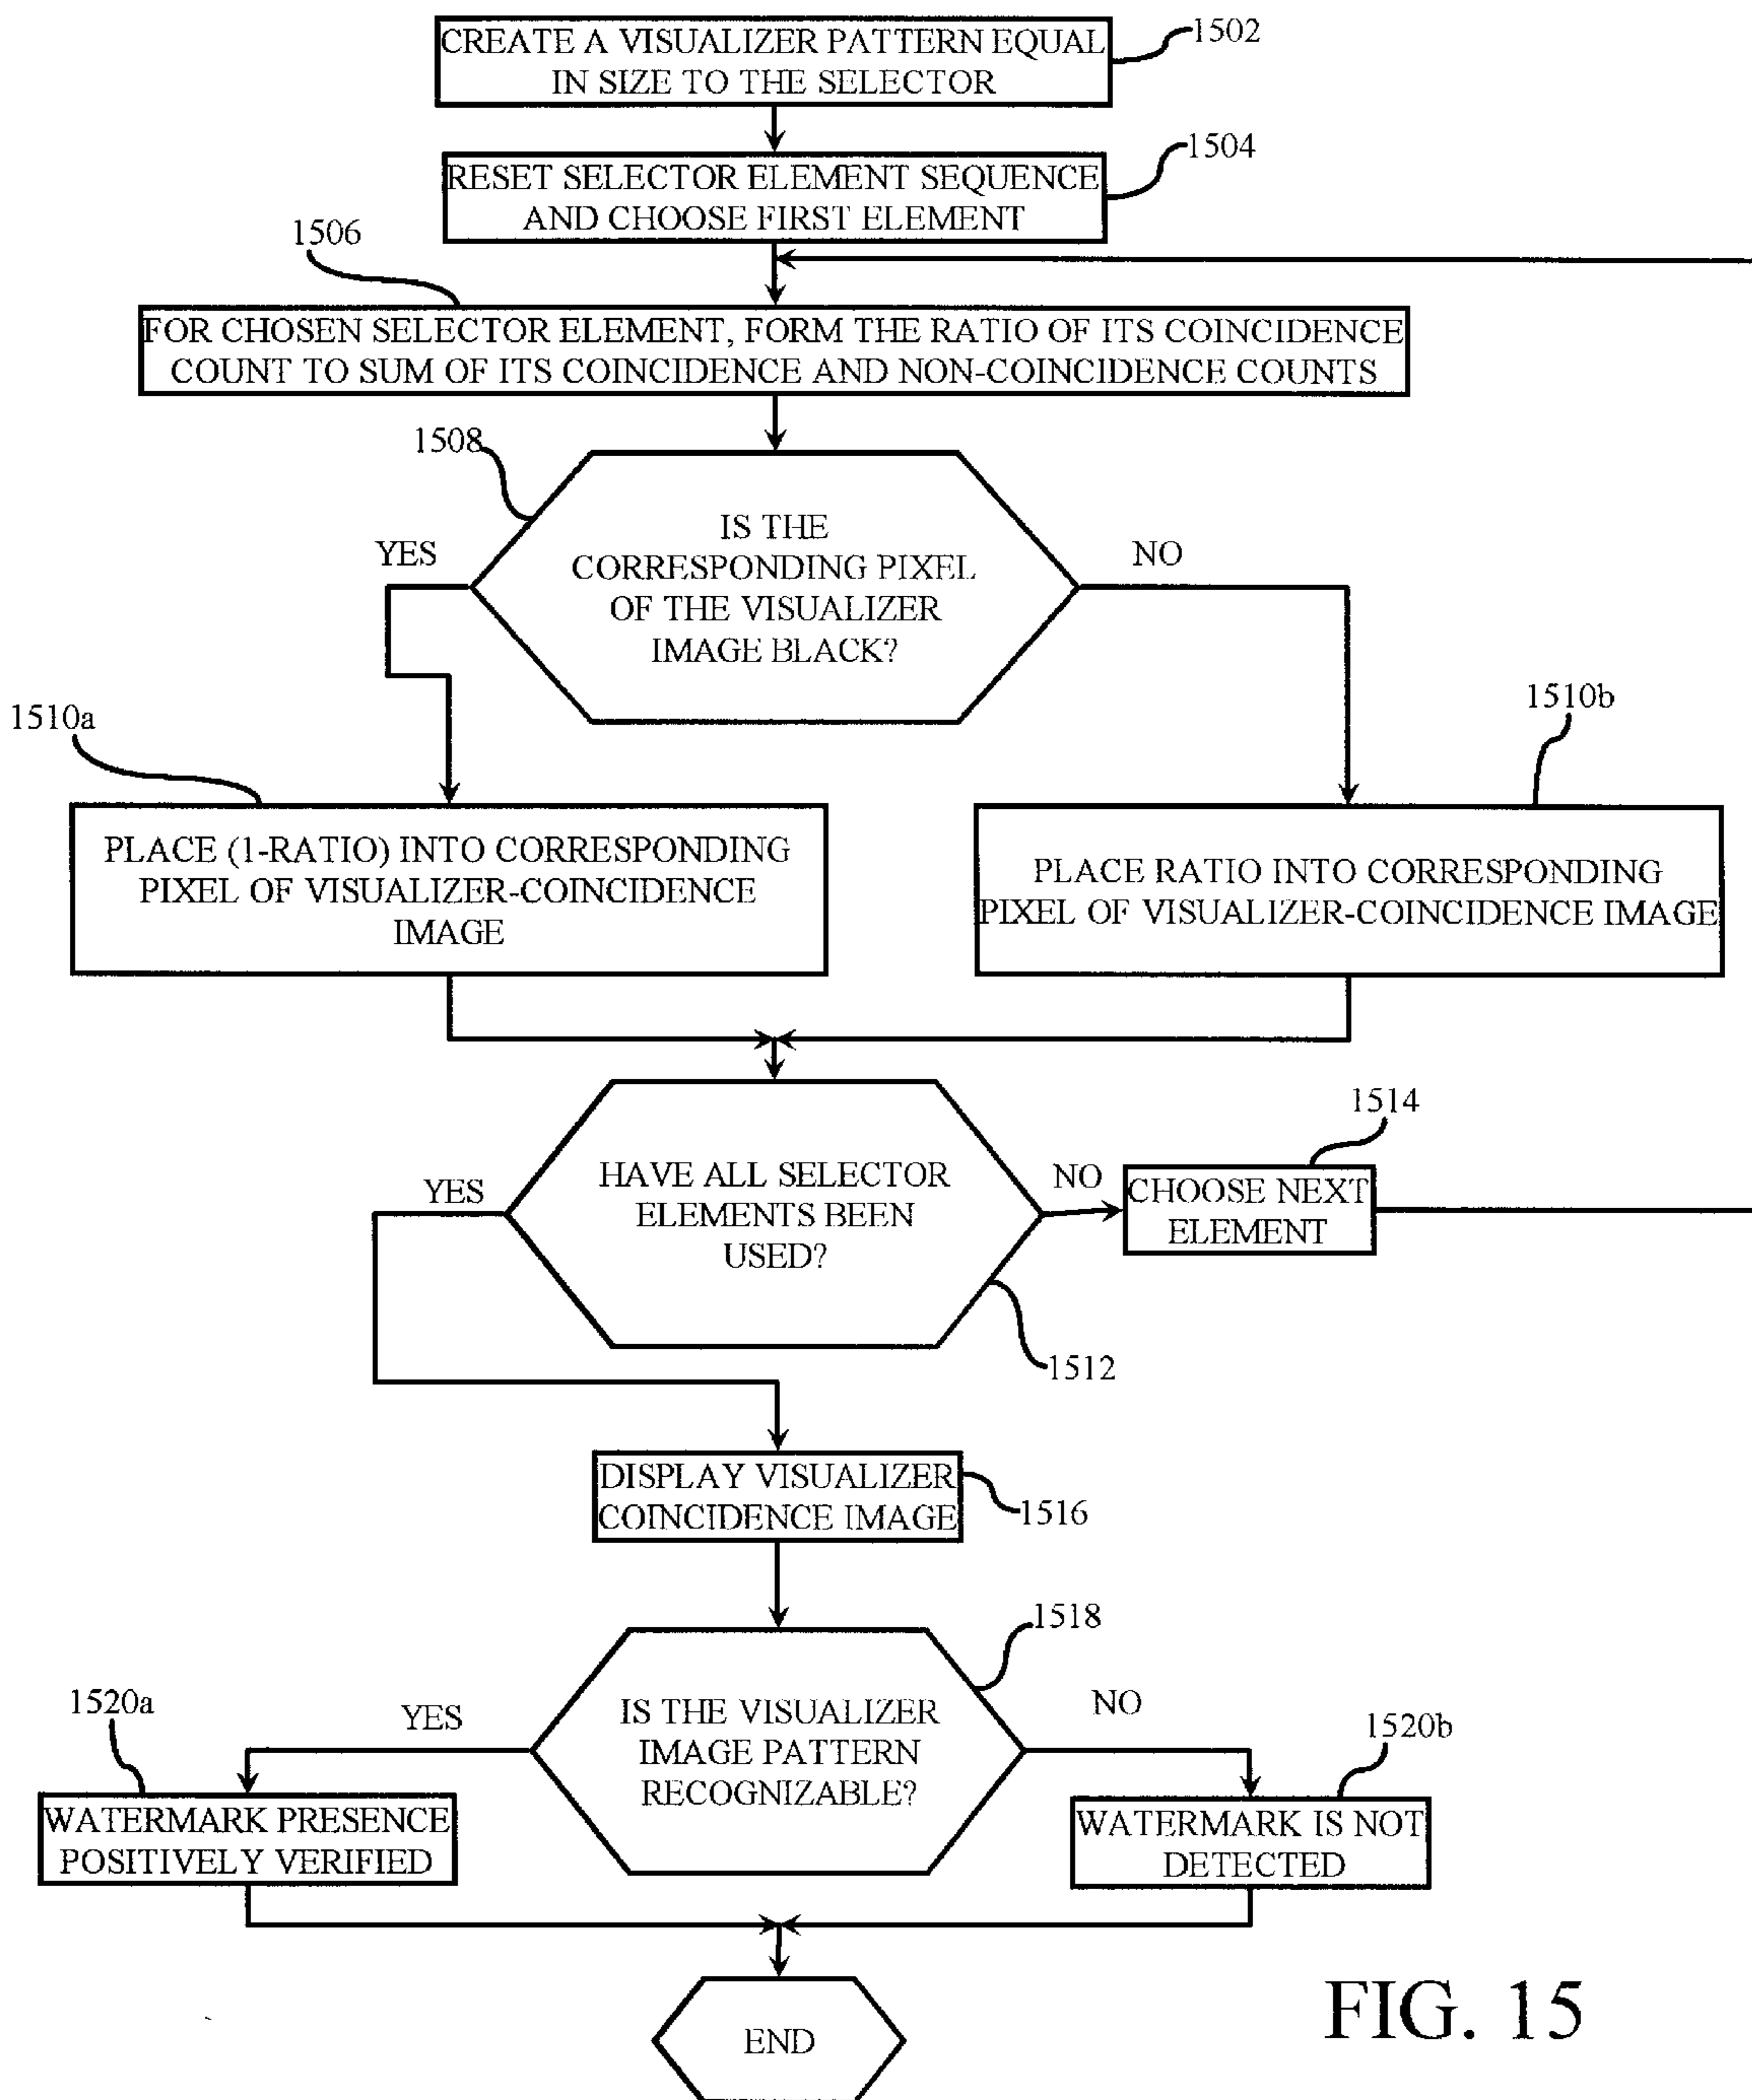 CREATE A VISUALIZER PATTERN EQUAL
IN SIZE TO THE SELECTOR
1502
RESET SELECTOR ELEMENT SEQUENCE
AND CHOOSE FIRST ELEMENT
1504
1506
FOR CHOSEN SELECTOR ELEMENT, FORM THE RATIO OF ITS COINCIDENCE
COUNT TO SUM OF ITS COINCIDENCE AND NON-COINCIDENCE COUNTS
1508
IS THE
CORRESPONDING PIXEL
OF THE VISUALIZER
IMAGE BLACK?
YES
NO
1510a
PLACE (1-RATIO) INTO CORRESPONDING
PIXEL OF VISUALIZER-COINCIDENCE
IMAGE
1510b
PLACE RATIO INTO CORRESPONDING
PIXEL OF VISUALIZER-COINCIDENCE IMAGE
HAVE ALL SELECTOR
ELEMENTS BEEN
USED?
YES
NO
1512
1514
CHOOSE NEXT
ELEMENT
DISPLAY VISUALIZER
COINCIDENCE IMAGE
1516
1518
IS THE VISUALIZER
IMAGE PATTERN
RECOGNIZABLE?
YES
NO
1520a
WATERMARK PRESENCE
POSITIVELY VERIFIED
1520b
WATERMARK IS NOT
DETECTED
END
FIG. 15